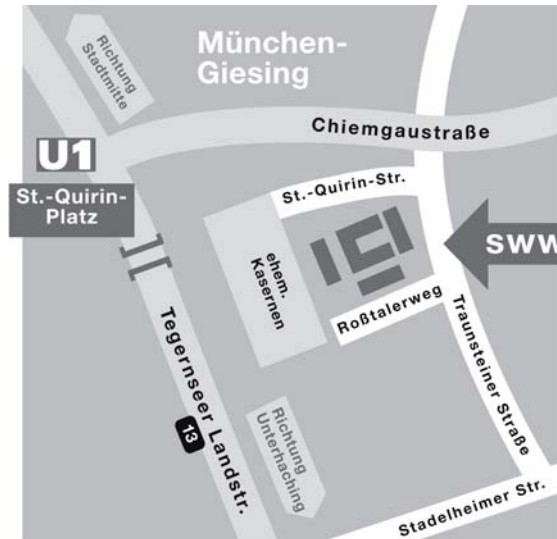 München-
Giesing
Richtung
Stadtmitte
Chiemgaustraße
U1
St.-Quirin-
Platz
St.-Quirin-Str.
SWW
ehem.
Kasernen
Roßtalerweg
Traunsteiner Straße
Tegernseer Landstr.
13
Richtung
Unterhaching
Stadelheimer Str.